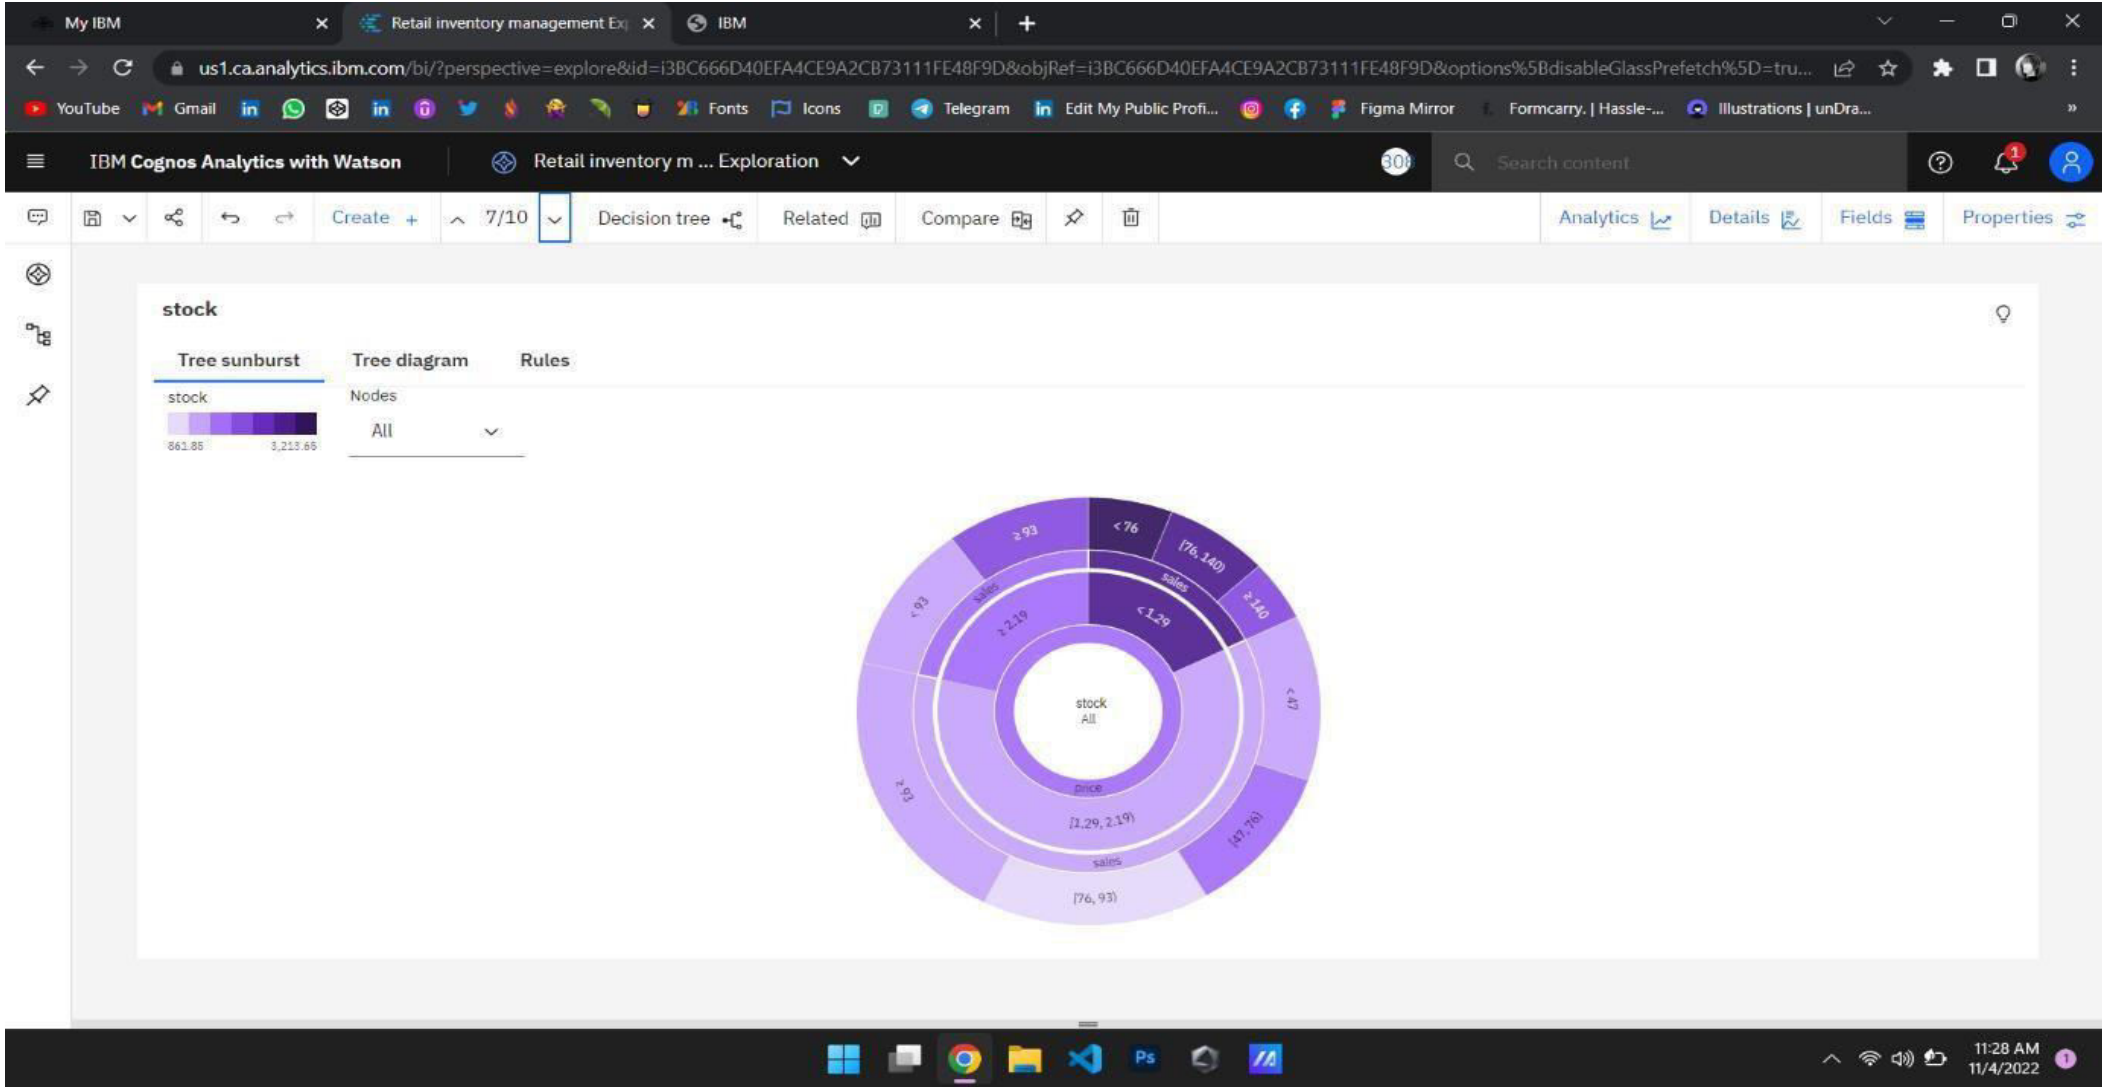 My IBM
Retail inventory management Ex
IBM
us1.ca.analytics.ibm.com/bi/?perspective=explore&id=i3BC666D40EFA4CE9A2CB73111FE48F9D&objRef=i3BC666D40EFA4CE9A2CB73111FE48F9D&options%5BdisableGlassPrefetch%5D=tru...
YouTube Gmail Fonts Icons Telegram Edit My Public Profi... Figma Mirror Formcarry. | Hassle-... Illustrations | unDra... »
IBM Cognos Analytics with Watson
Retail inventory m ... Exploration
Search content
1
Create + 7/10 Decision tree Related Compare Analytics Details Fields Properties
stock
Tree sunburst Tree diagram Rules
stock
861.85 3,213.65
Nodes
All
≥ 93
< 76
[76, 140)
≥ 140
sales
sales
< 93
≥ 2.19
< 1.29
< 47
stock
All
≥ 93
price
[1.29, 2.19)
[47, 76)
sales
[76, 93)
Ps
11:28 AM
11/4/2022
1